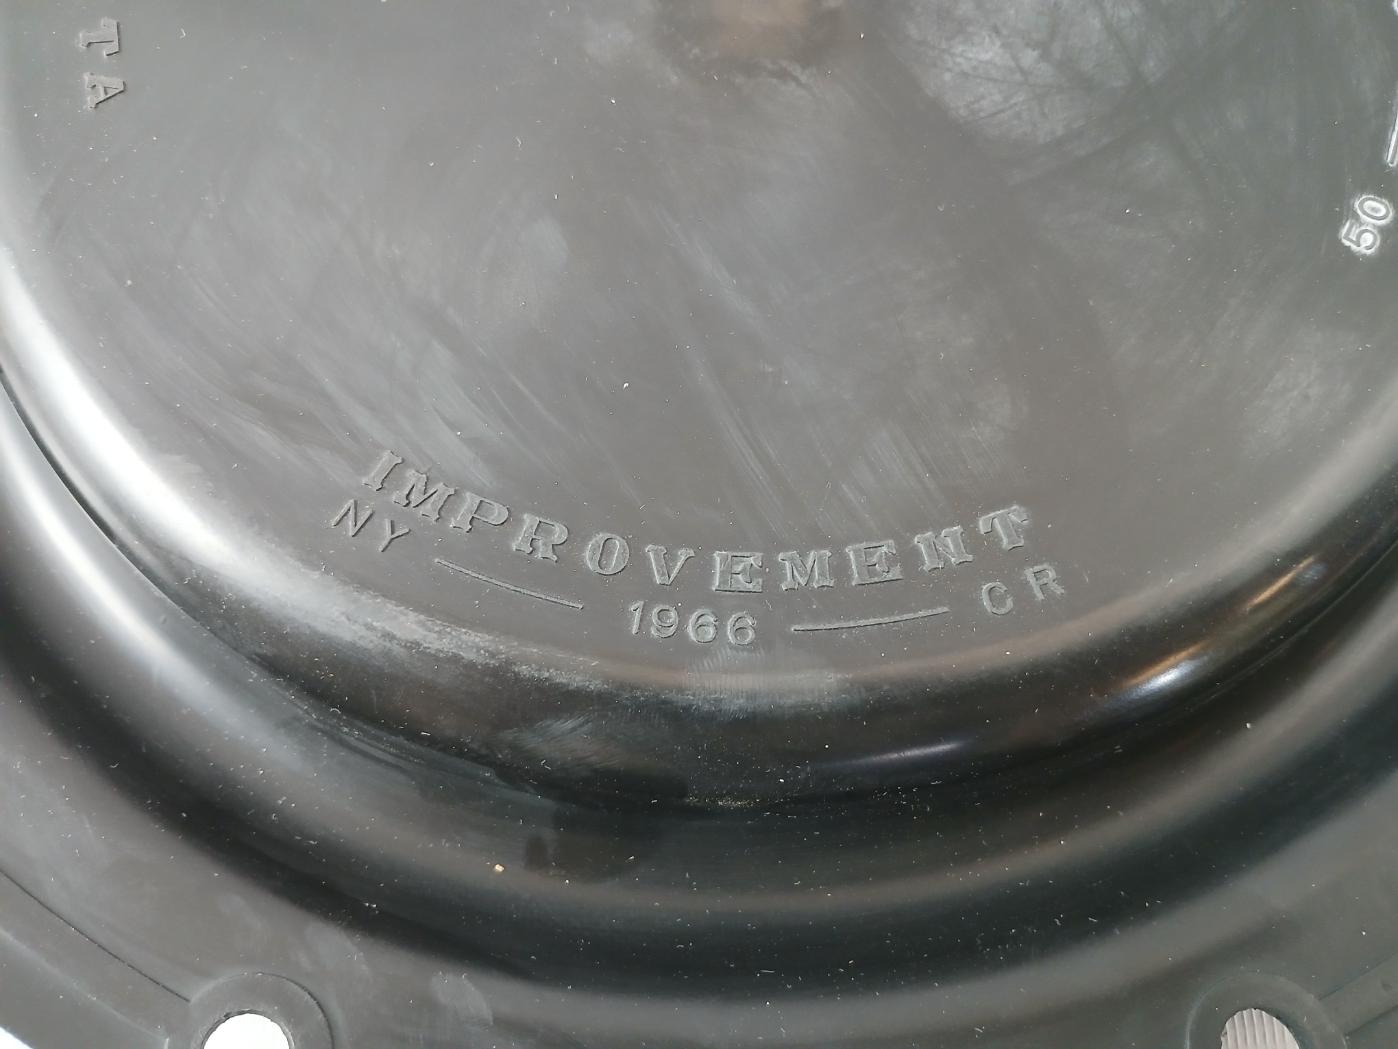 TA
50
IMPROVEMENT
NY — 1966 — CR